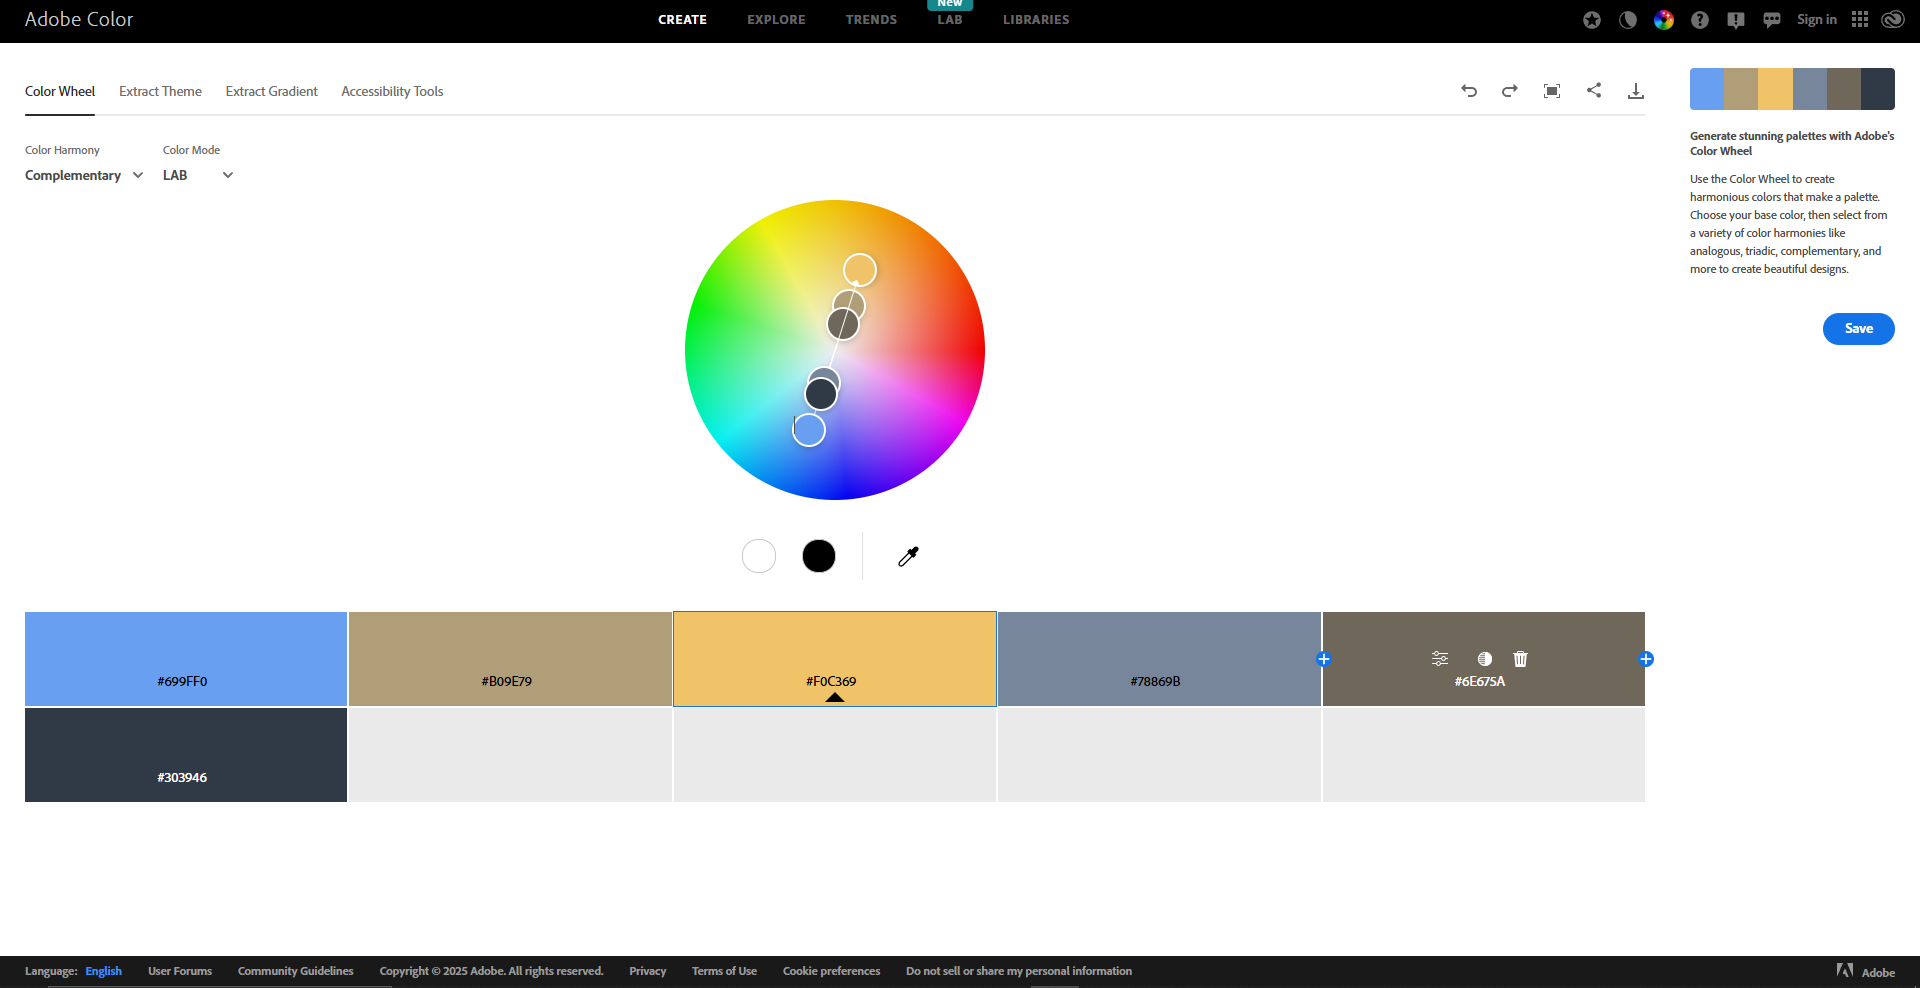 Adobe Color
CREATE
EXPLORE
TRENDS
New
LAB
LIBRARIES
Sign in
Color Wheel
Extract Theme
Extract Gradient
Accessibility Tools
Color Harmony
Complementary
Color Mode
LAB
Generate stunning palettes with Adobe's
Color Wheel
Use the Color Wheel to create
harmonious colors that make a palette.
Choose your base color, then select from
a variety of color harmonies like
analogous, triadic, complementary, and
more to create beautiful designs.
Save
#699FF0
#B09E79
#F0C369
#78869B
#6E675A
#303946
Language: English
User Forums
Community Guidelines
Copyright © 2025 Adobe. All rights reserved.
Privacy
Terms of Use
Cookie preferences
Do not sell or share my personal information
Adobe